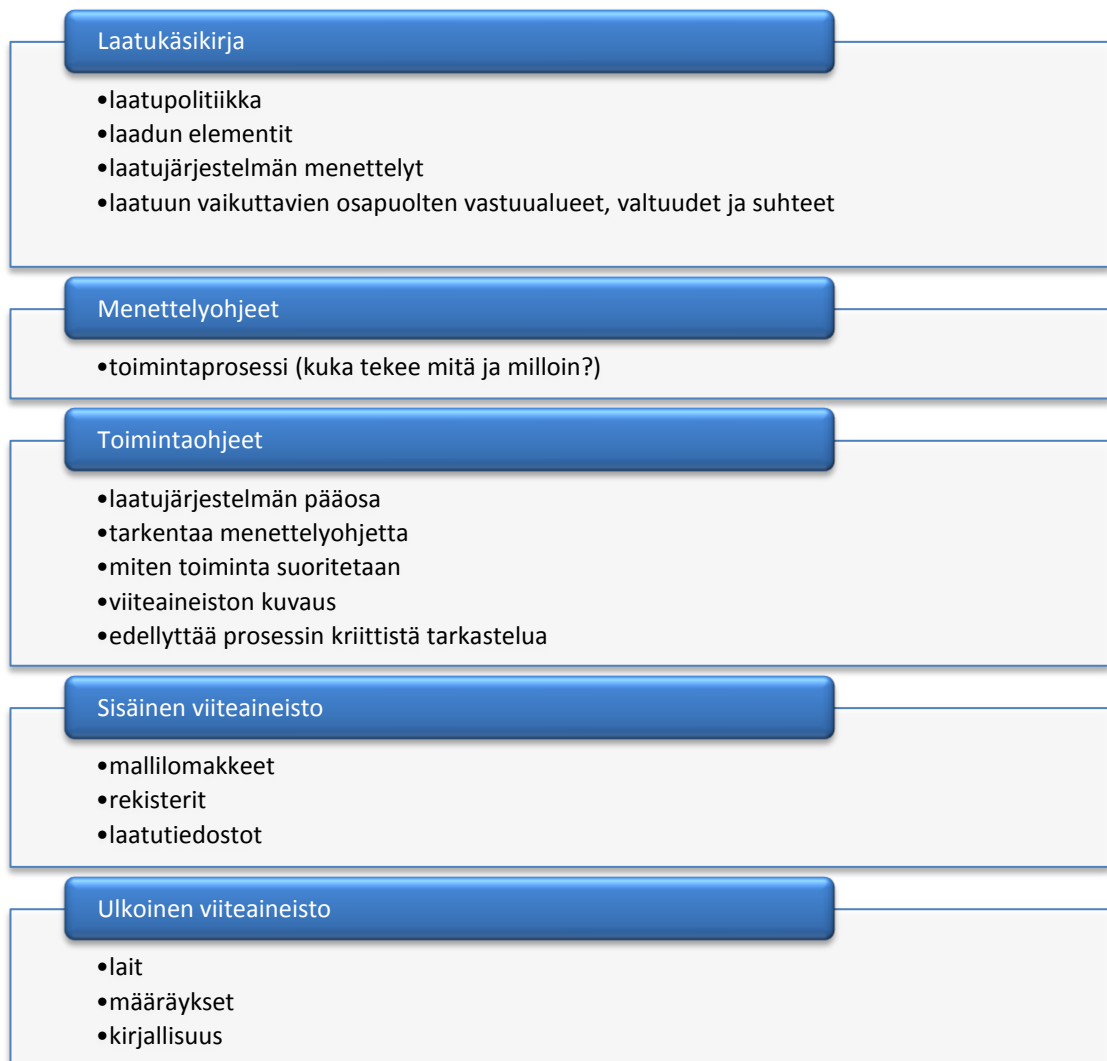 Laatukäsikirja
•laatupolitiikka
•laadun elementit
•laatujärjestelmän menettelyt
•laatuun vaikuttavien osapuolten vastuualueet, valtuudet ja suhteet
Menettelyohjeet
•toimintaprosessi (kuka tekee mitä ja milloin?)
Toimintaohjeet
•laatujärjestelmän pääosa
•tarkentaa menettelyohjetta
•miten toiminta suoritetaan
•viiteaineiston kuvaus
•edellyttää prosessin kriittistä tarkastelua
Sisäinen viiteaineisto
•mallilomakkeet
•rekisterit
•laatutiedostot
Ulkoinen viiteaineisto
•lait
•määräykset
•kirjallisuus